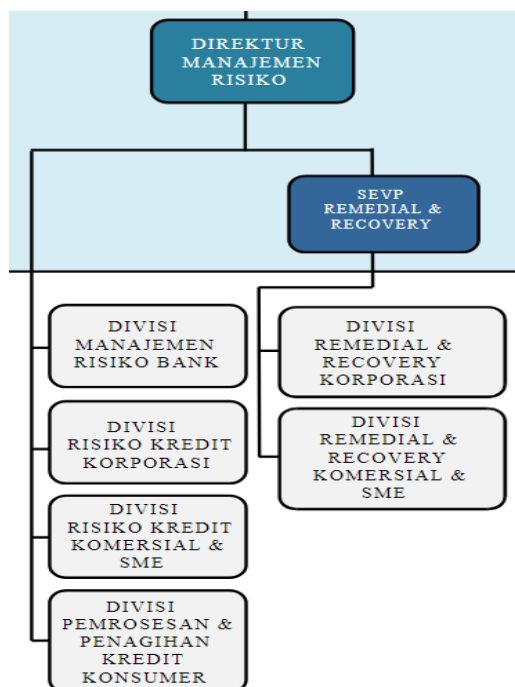 DIREKTUR
MANAJEMEN
RISIKO
SEVP
REMEDIAL &
RECOVERY
DIVISI
MANAJEMEN
RISIKO BANK
DIVISI
RISIKO KREDIT
KORPORASI
DIVISI
RISIKO KREDIT
KOMERSIAL &
SME
DIVISI
PEMROSESAN &
PENAGIHAN
KREDIT
KONSUMER
DIVISI
REMEDIAL &
RECOVERY
KORPORASI
DIVISI
REMEDIAL &
RECOVERY
KOMERSIAL &
SME